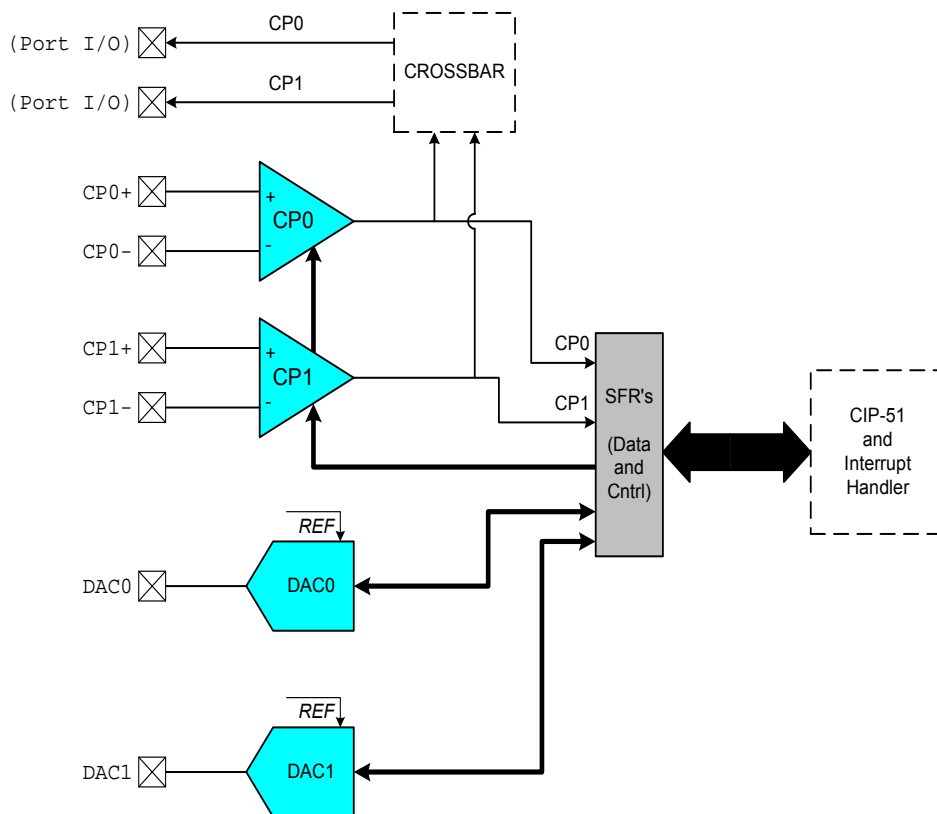 CP0
(Port I/O)
CROSSBAR
CP1
(Port I/O)
CP0+
+
CP0
-
CP0-
CP1+
+
CP0
CP1
-
CP1-
CP1
SFR's
(Data
and
Cntrl)
CIP-51
and
Interrupt
Handler
REF
DAC0
DAC0
REF
DAC1
DAC1